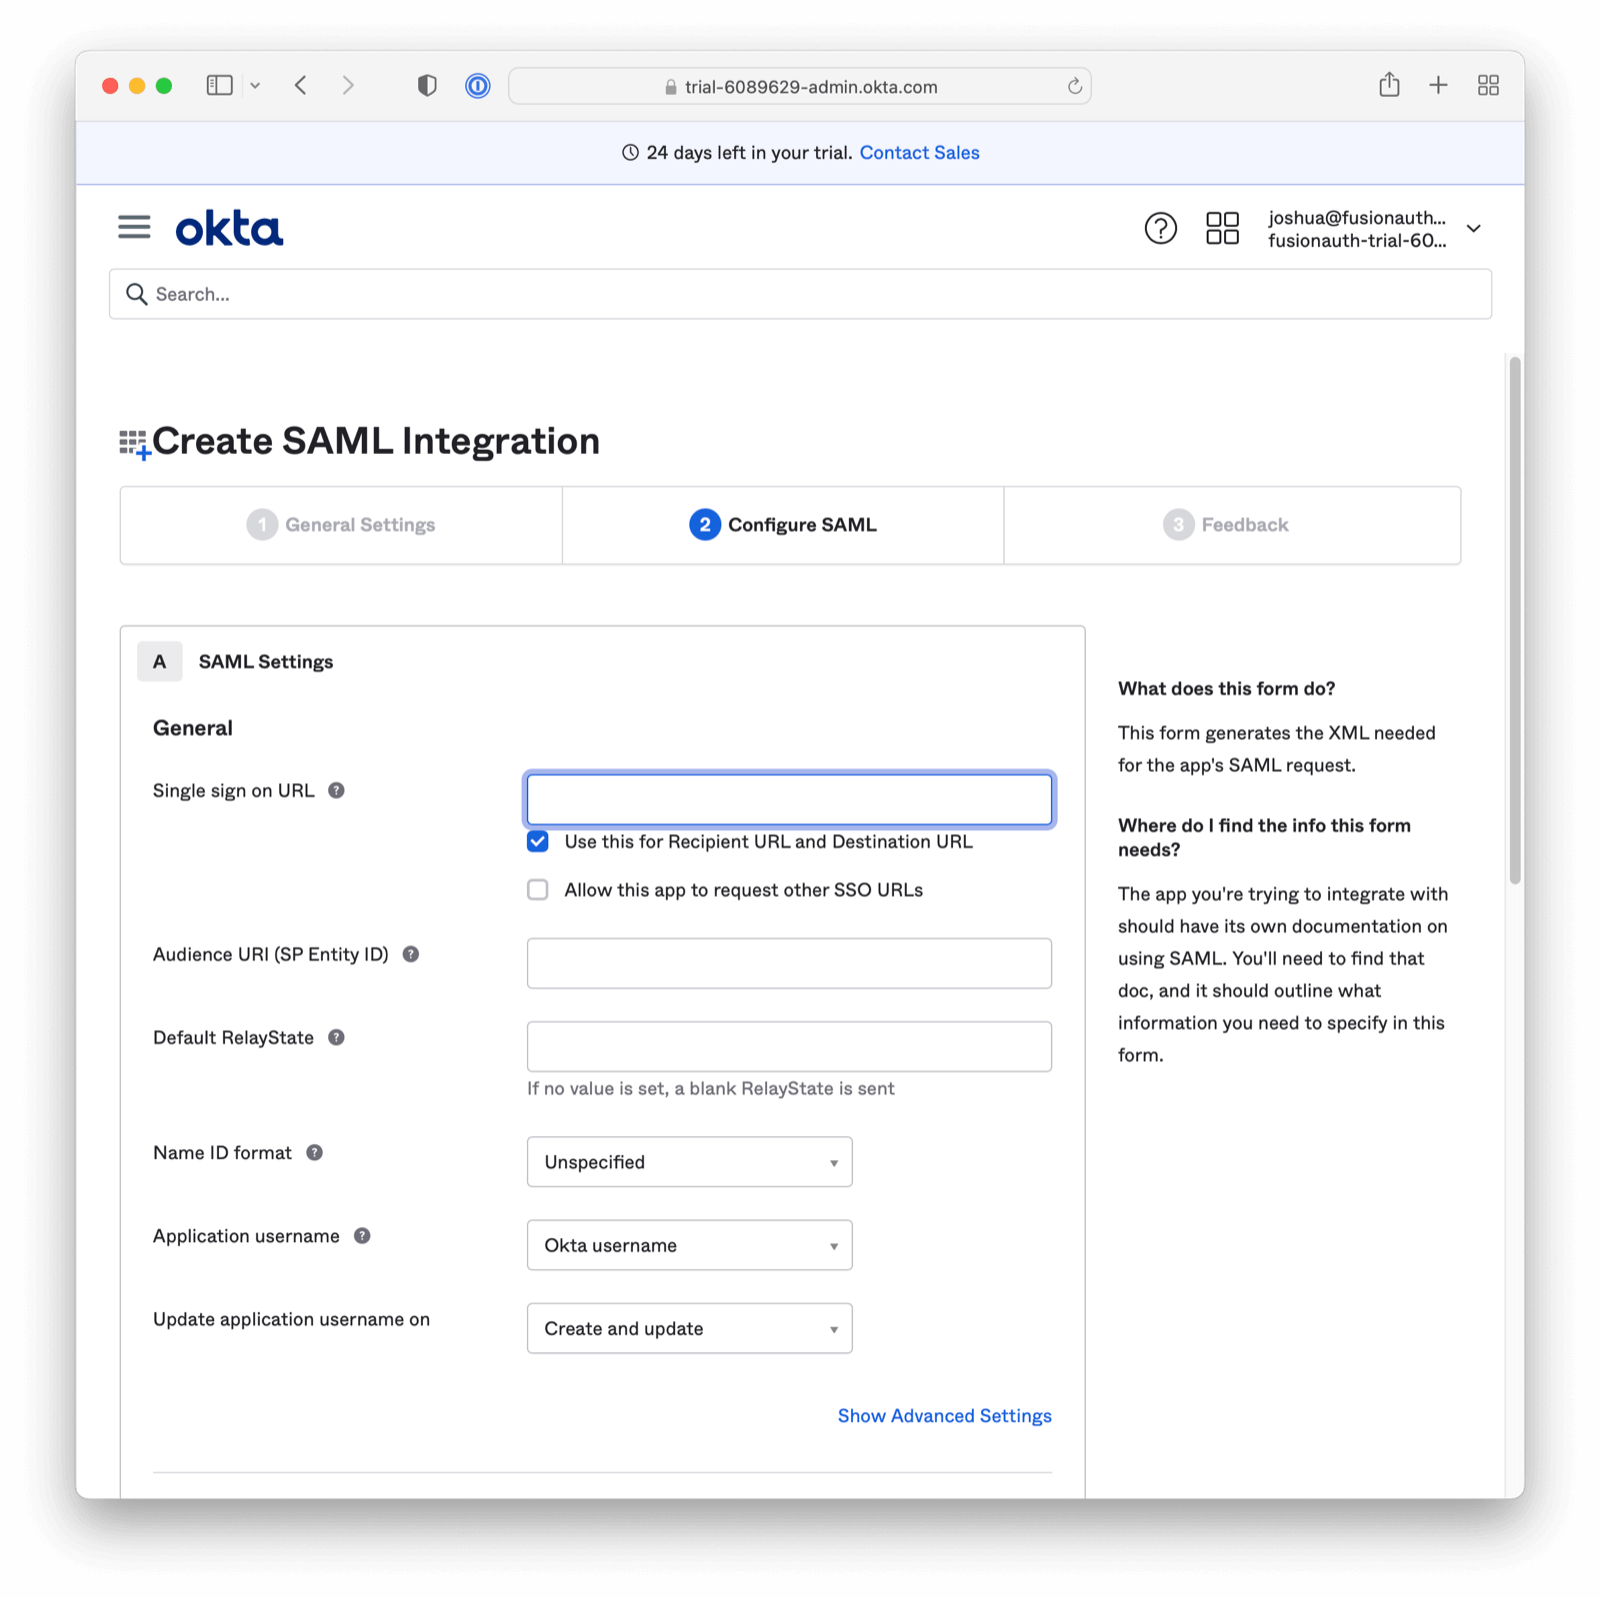 trial-6089629-admin.okta.com
24 days left in your trial. Contact Sales
okta
joshua@fusionauth...
fusionauth-trial-60...
Search...
Create SAML Integration
1 General Settings
2 Configure SAML
3 Feedback
A SAML Settings
General
Single sign on URL ?
Use this for Recipient URL and Destination URL
Allow this app to request other SSO URLs
Audience URI (SP Entity ID) ?
Default RelayState ?
If no value is set, a blank RelayState is sent
Name ID format ?
Unspecified
Application username ?
Okta username
Update application username on
Create and update
Show Advanced Settings
What does this form do?
This form generates the XML needed
for the app's SAML request.
Where do I find the info this form
needs?
The app you're trying to integrate with
should have its own documentation on
using SAML. You'll need to find that
doc, and it should outline what
information you need to specify in this
form.